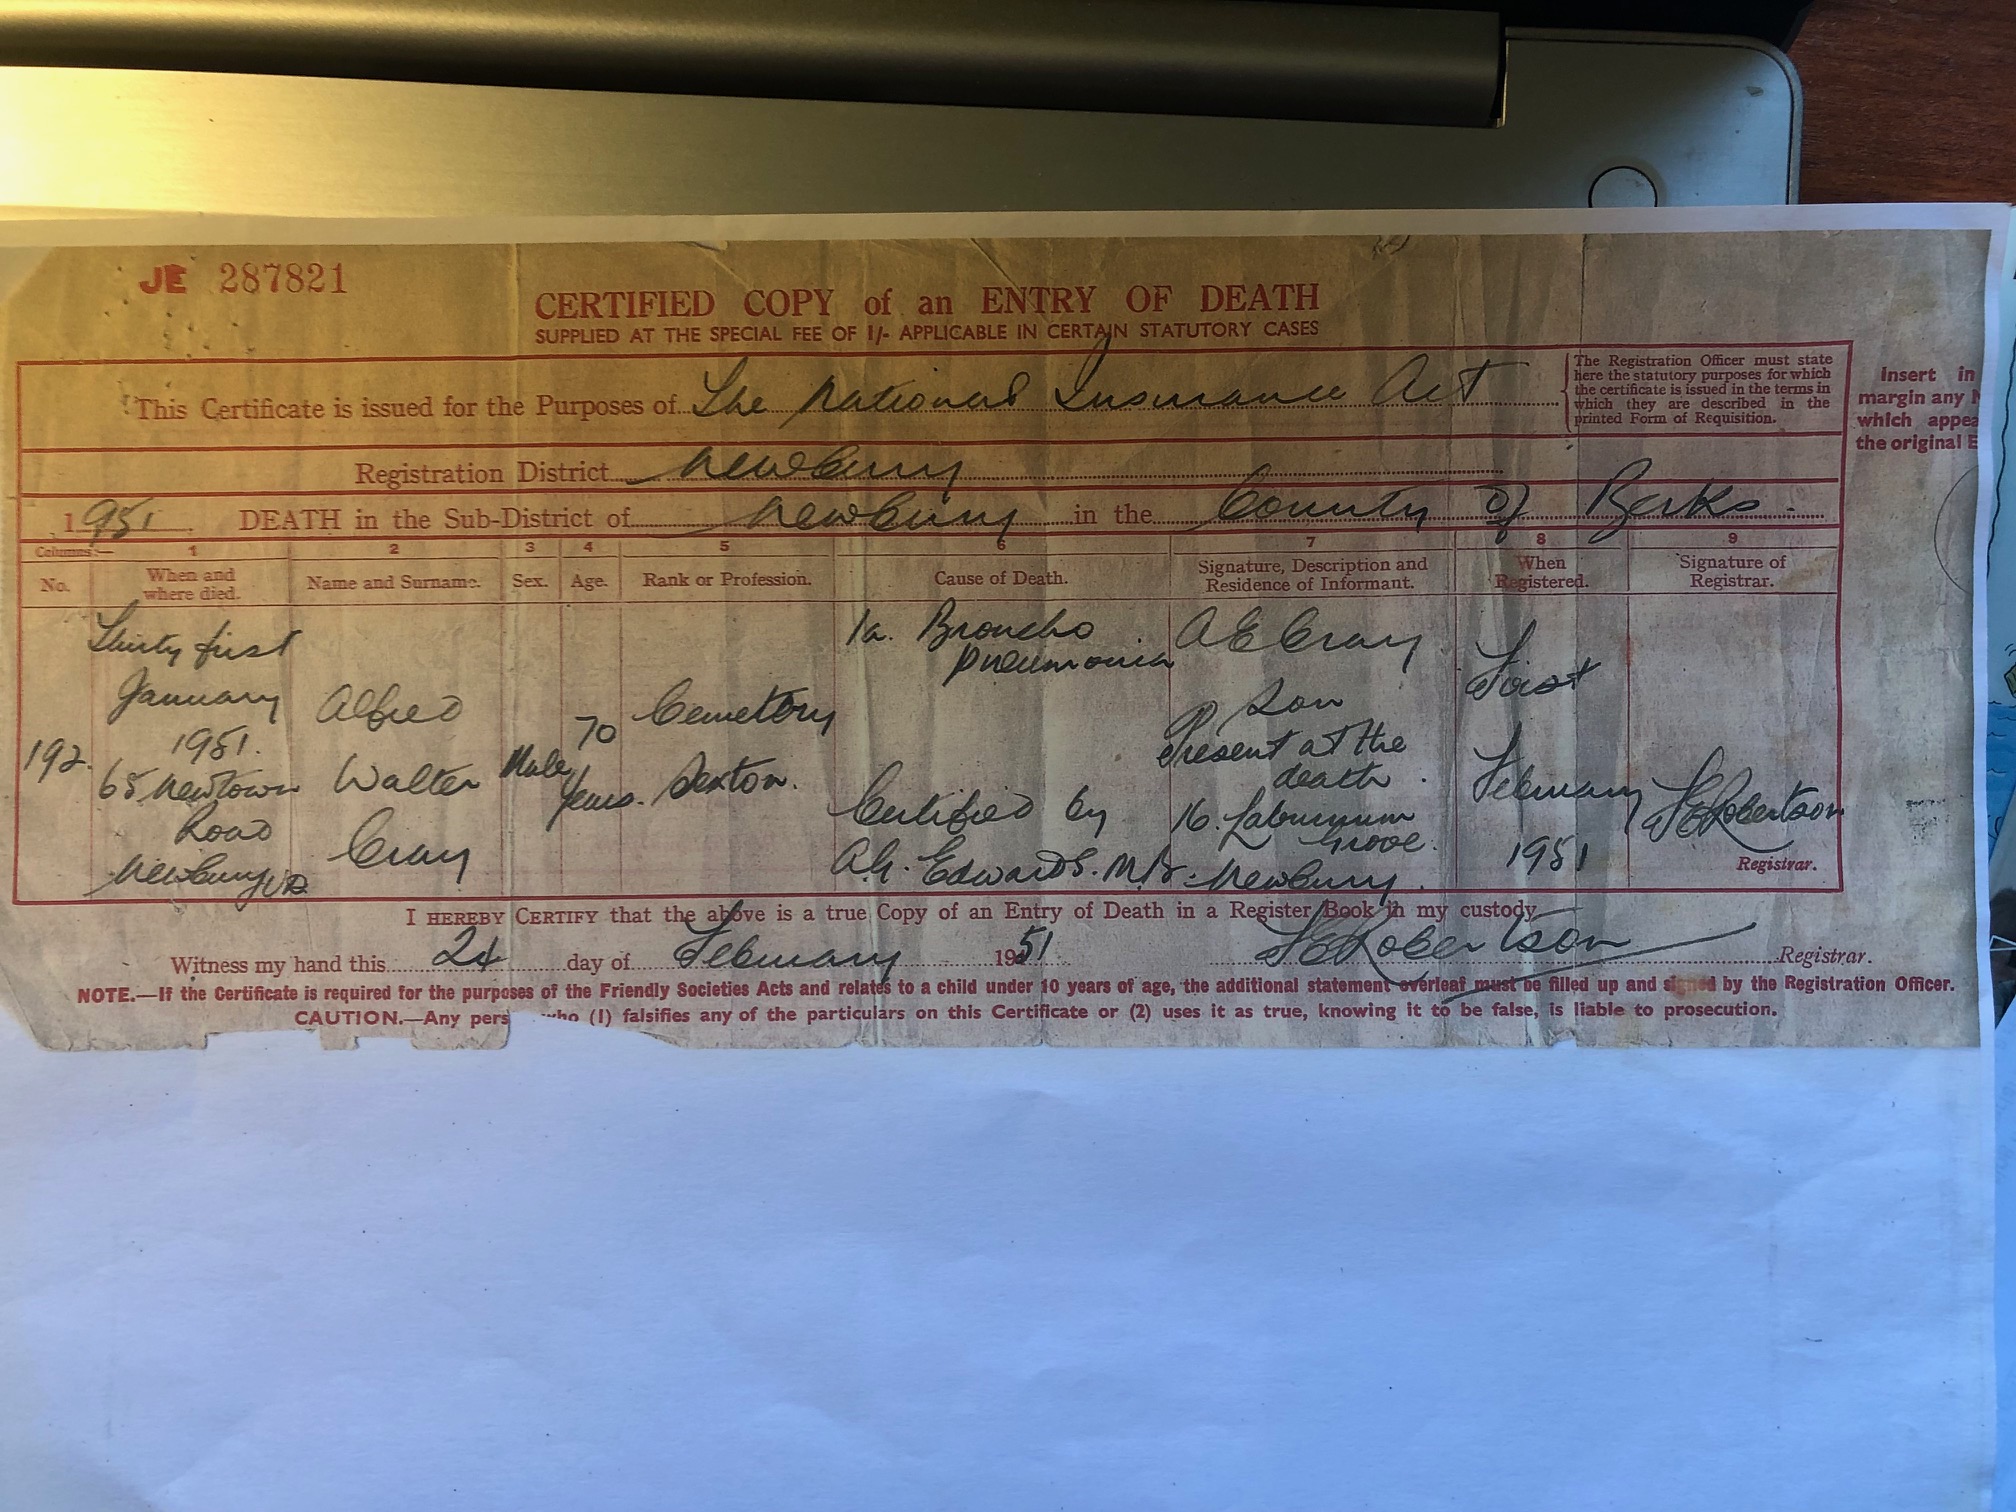 JE 287821
CERTIFIED COPY of an ENTRY OF DEATH
SUPPLIED AT THE SPECIAL FEE OF 1/- APPLICABLE IN CERTAIN STATUTORY CASES
This Certificate is issued for the Purposes of The National Insurance Act
The Registration Officer must state
here the statutory purposes for which
the certificate is issued in the terms in
which they are described in the
printed Form of Requisition.
Insert in
margin any
which appea
the original E
Registration District Newbury
1951. DEATH in the Sub-District of Newbury in the County of Berks.
Columns:— 1 2 3 4 5 6 7 8 9
No. When and where died. Name and Surname. Sex. Age. Rank or Profession. Cause of Death. Signature, Description and Residence of Informant. When Registered. Signature of Registrar.
192.
Thirty first
January
1951.
65 Newtown
Road
Newbury
Alfred
Walter
Cray
Male
70
years.
Cemetery
Sexton.
1a. Broncho
pneumonia
Certified by
A.G. Edwards. M.B.
A E Cray
Son
Present at the
death.
16. Laburnum
Grove.
Newbury.
First
February
1951
Robertson
Registrar.
I HEREBY CERTIFY that the above is a true Copy of an Entry of Death in a Register Book in my custody
Witness my hand this day of February 1951 Robertson Registrar.
NOTE.—If the Certificate is required for the purposes of the Friendly Societies Acts and relates to a child under 10 years of age, the additional statement overleaf must be filled up and signed by the Registration Officer.
CAUTION.—Any pers who (1) falsifies any of the particulars on this Certificate or (2) uses it as true, knowing it to be false, is liable to prosecution.